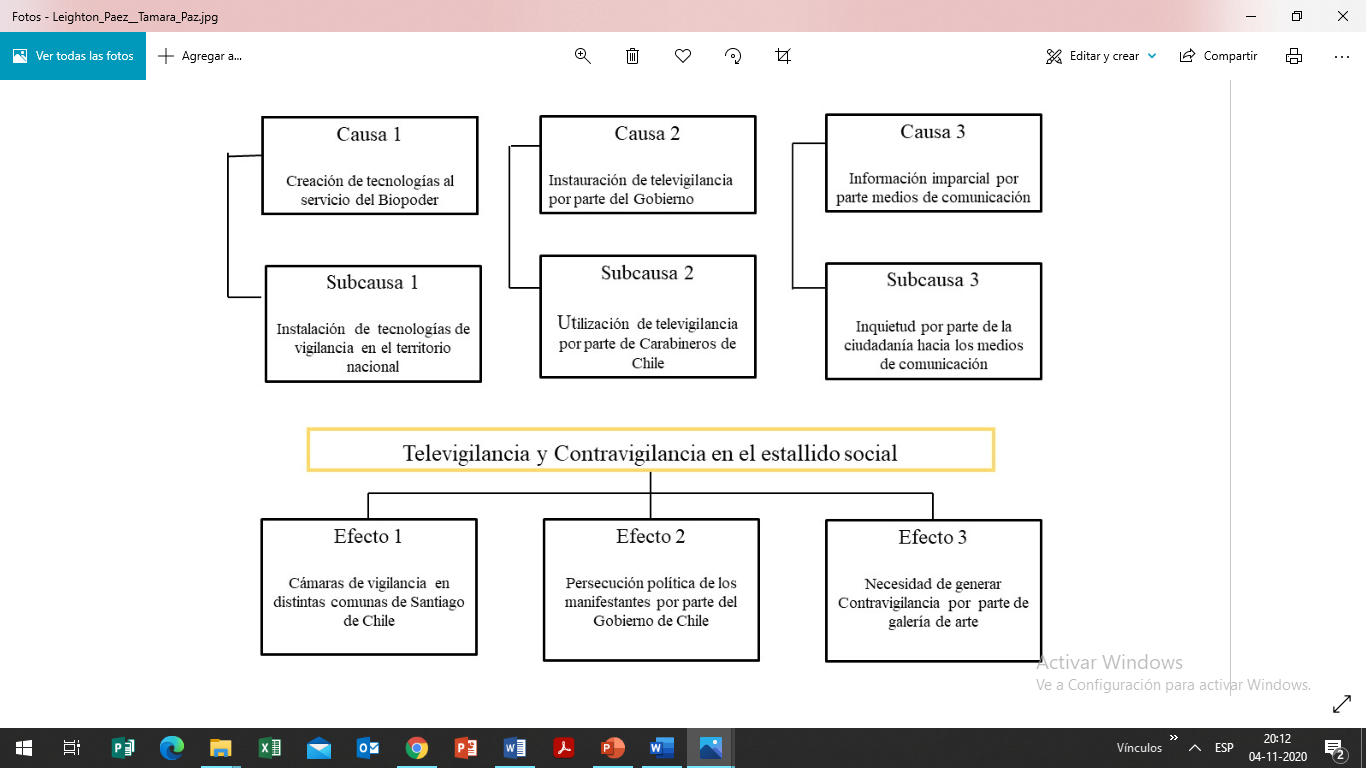 Fotos - Leighton_Paez__Tamara_Paz.jpg
Ver todas las fotos
Agregar a...
Editar y crear
Compartir
Causa 1
Creación de tecnologías al
servicio del Biopoder
Causa 2
Instauración de televigilancia
por parte del Gobierno
Causa 3
Información imparcial por
parte medios de comunicación
Subcausa 1
Instalación de tecnologías de
vigilancia en el territorio
nacional
Subcausa 2
Utilización de televigilancia
por parte de Carabineros de
Chile
Subcausa 3
Inquietud por parte de la
ciudadanía hacia los medios
de comunicación
Televigilancia y Contravigilancia en el estallido social
Efecto 1
Cámaras de vigilancia en
distintas comunas de Santiago
de Chile
Efecto 2
Persecución política de los
manifestantes por parte del
Gobierno de Chile
Efecto 3
Necesidad de generar
Contravigilancia por parte de
galería de arte
Activar Windows
Ve a Configuración para activar Windows.
Vínculos
ESP
20:12
04-11-2020
2